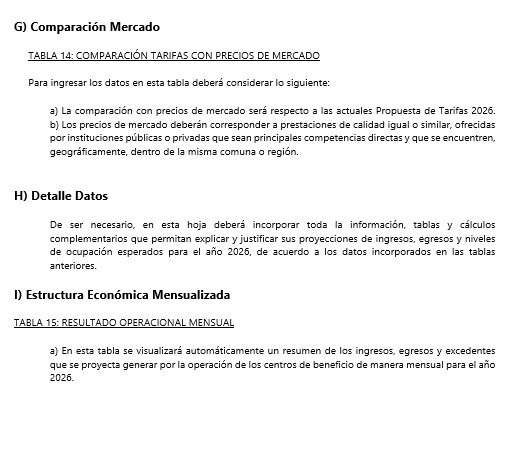 G) Comparación Mercado
TABLA 14: COMPARACIÓN TARIFAS CON PRECIOS DE MERCADO
Para ingresar los datos en esta tabla deberá considerar lo siguiente:
a) La comparación con precios de mercado será respecto a las actuales Propuesta de Tarifas 2026.
b) Los precios de mercado deberán corresponder a prestaciones de calidad igual o similar, ofrecidas
por instituciones públicas o privadas que sean principales competencias directas y que se encuentren,
geográficamente, dentro de la misma comuna o región.
H) Detalle Datos
De ser necesario, en esta hoja deberá incorporar toda la información, tablas y cálculos
complementarios que permitan explicar y justificar sus proyecciones de ingresos, egresos y niveles
de ocupación esperados para el año 2026, de acuerdo a los datos incorporados en las tablas
anteriores.
I) Estructura Económica Mensualizada
TABLA 15: RESULTADO OPERACIONAL MENSUAL
a) En esta tabla se visualizará automáticamente un resumen de los ingresos, egresos y excedentes
que se proyecta generar por la operación de los centros de beneficio de manera mensual para el año
2026.